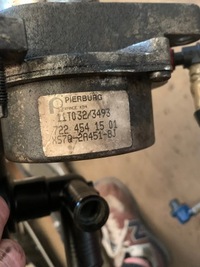 PIERBURG
11T032/3493
722 454 15 01
XS7Q-2A451-BJ